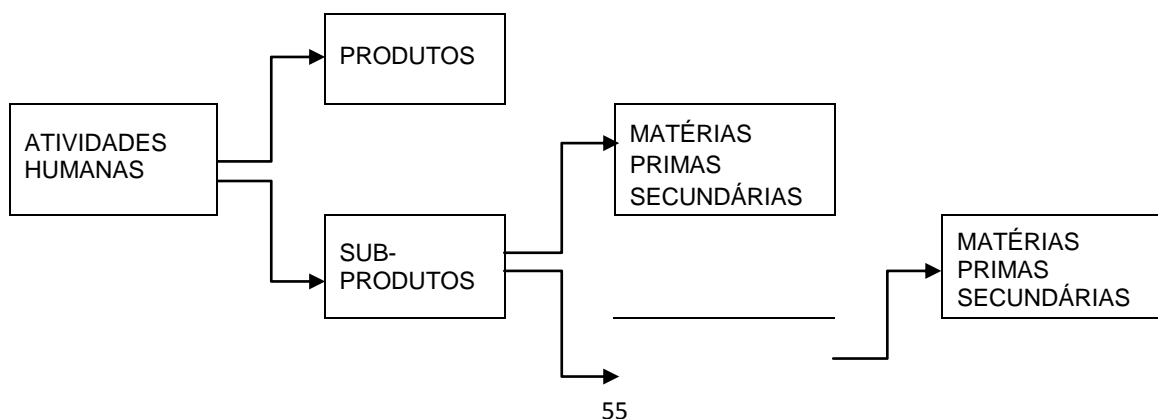 PRODUTOS
ATIVIDADES
HUMANAS
MATÉRIAS
PRIMAS
SECUNDÁRIAS
SUB-
PRODUTOS
MATÉRIAS
PRIMAS
SECUNDÁRIAS
55